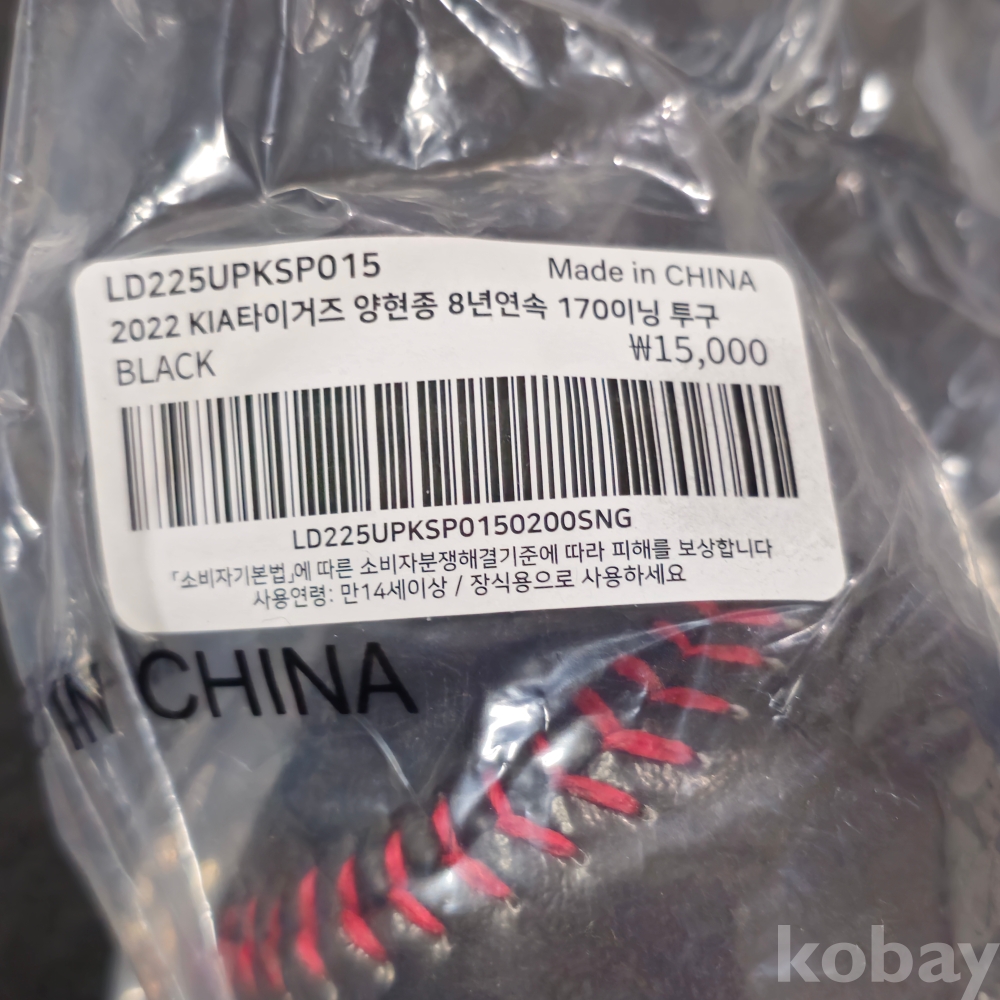 LD225UPKSP015
Made in CHINA
2022 KIA타이거즈 양현종 8년연속 170이닝 투구
BLACK
₩15,000
LD225UPKSP0150200SNG
「소비자기본법」에 따른 소비자분쟁해결기준에 따라 피해를 보상합니다
사용연령: 만14세이상 / 장식용으로 사용하세요
IN CHINA
kobay